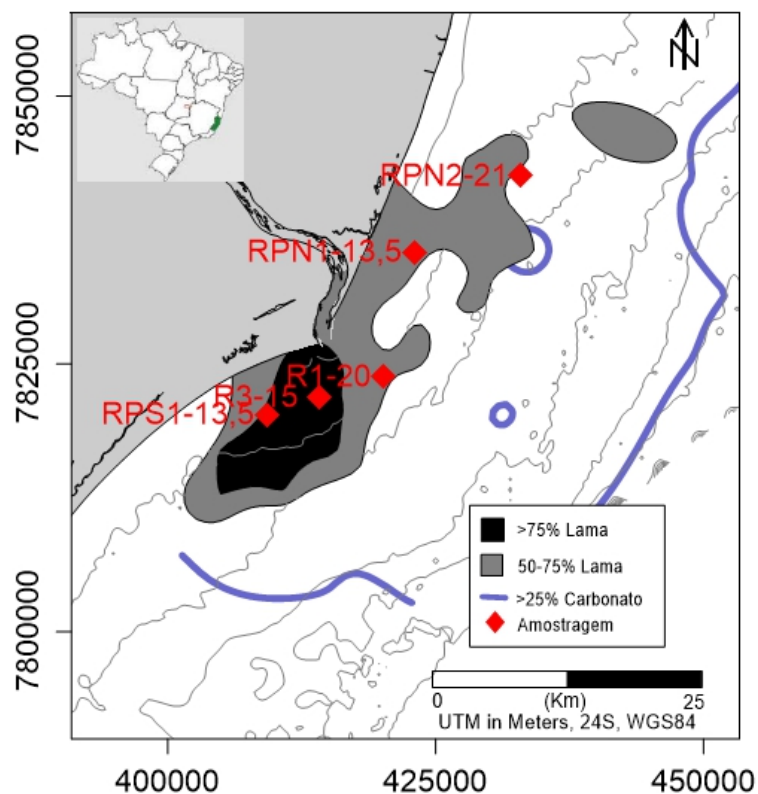 N
7850000
RPN2-21
RPN1-13,5
7825000
R1-20
R3-15
RPS1-13,5
>75% Lama
50-75% Lama
>25% Carbonato
Amostragem
7800000
0 (Km) 25
UTM in Meters, 24S, WGS84
400000 425000 450000